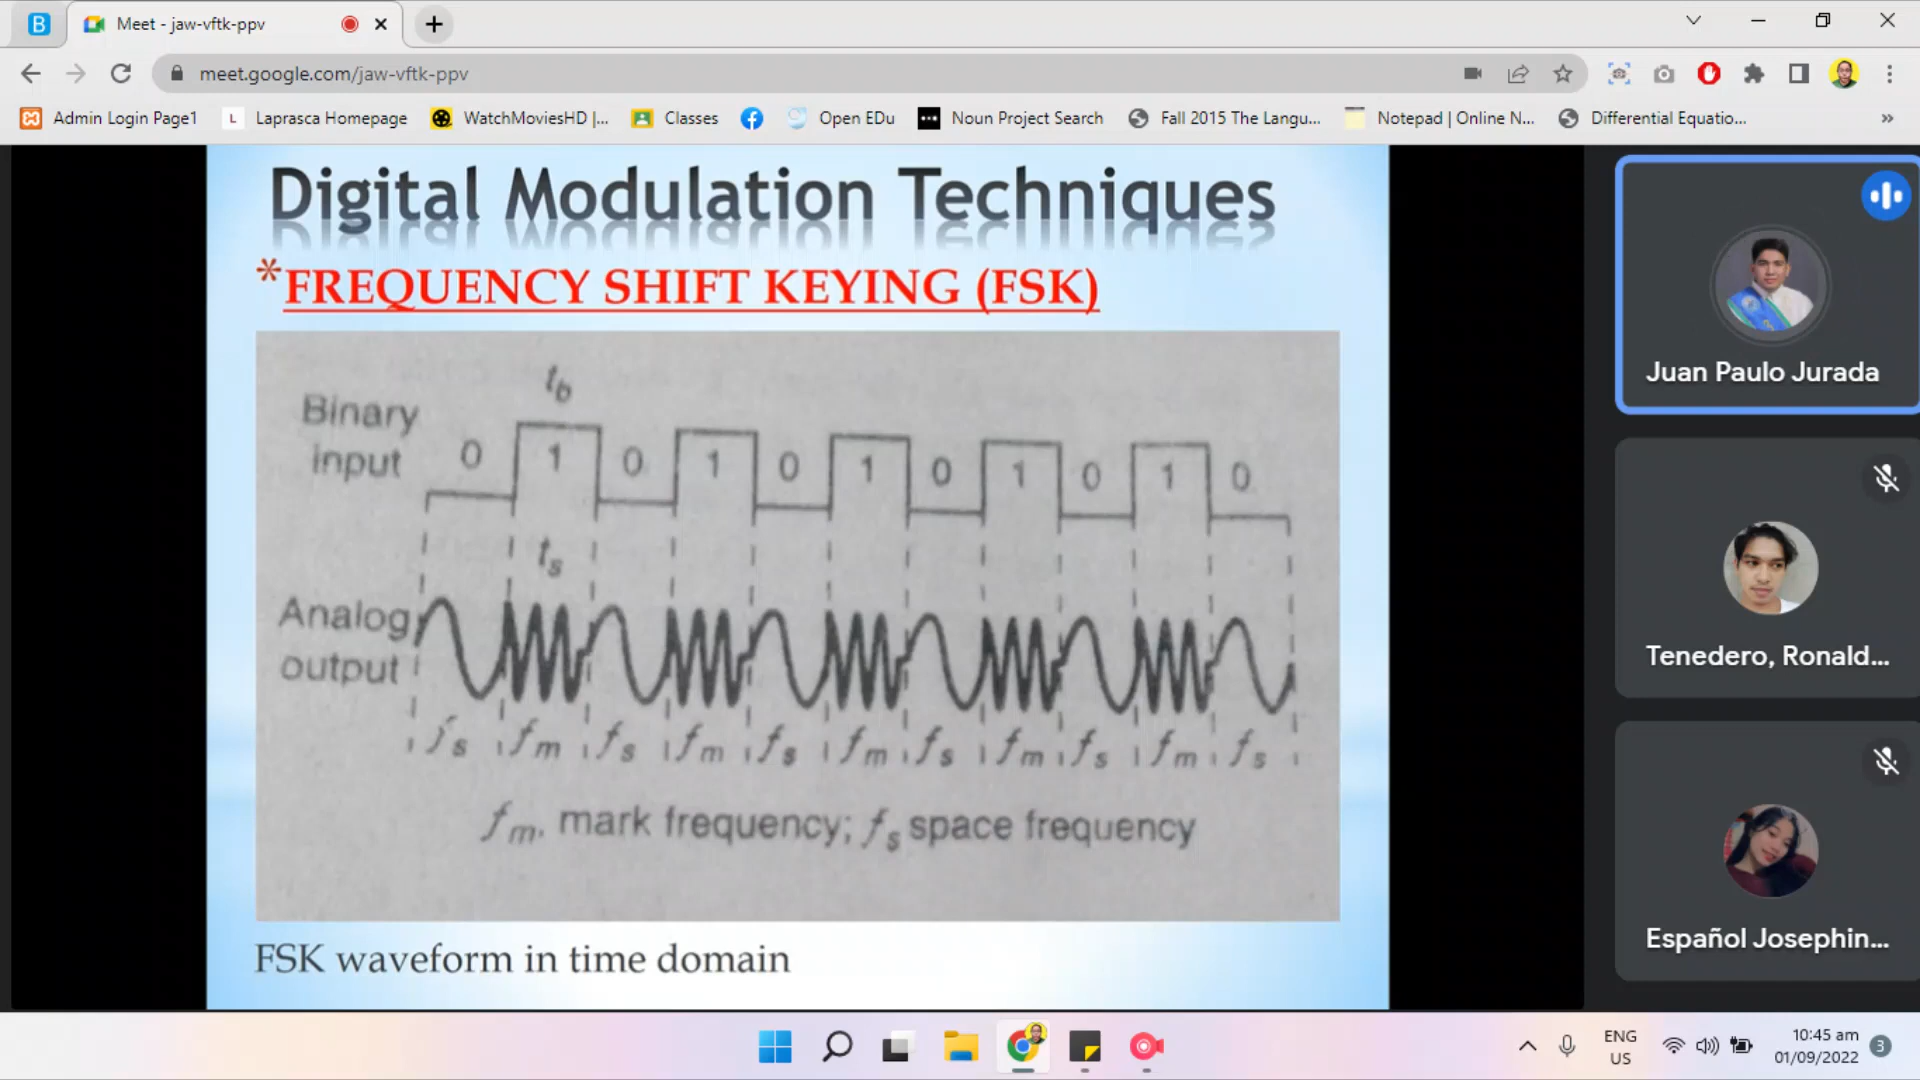 Meet - jaw-vftk-ppv
meet.google.com/jaw-vftk-ppv
Admin Login Page1
L Laprasca Homepage
WatchMoviesHD |...
Classes
Open EDu
Noun Project Search
Fall 2015 The Langu...
Notepad | Online N...
Differential Equatio...
»
Digital Modulation Techniques
*FREQUENCY SHIFT KEYING (FSK)
tb
Binary
input
0 1 0 1 0 1 0 1 0 1 0
ts
Analog
output
fs fm fs fm fs fm fs fm fs fm fs
fm, mark frequency; fs space frequency
FSK waveform in time domain
Juan Paulo Jurada
Tenedero, Ronald...
Español Josephin...
ENG
US
10:45 am
01/09/2022
3